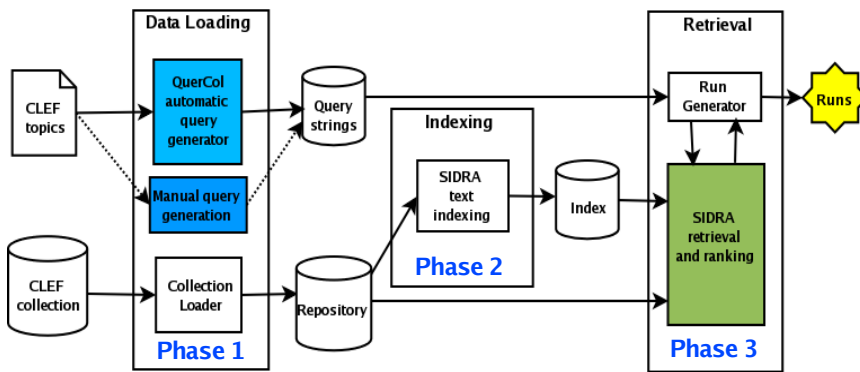 Data Loading
Retrieval
CLEF
topics
QuerCol
automatic
query
generator
Query
strings
Run
Generator
Runs
Manual query
generation
Indexing
SIDRA
text
indexing
Index
SIDRA
retrieval
and ranking
Phase 2
CLEF
collection
Collection
Loader
Repository
Phase 1
Phase 3